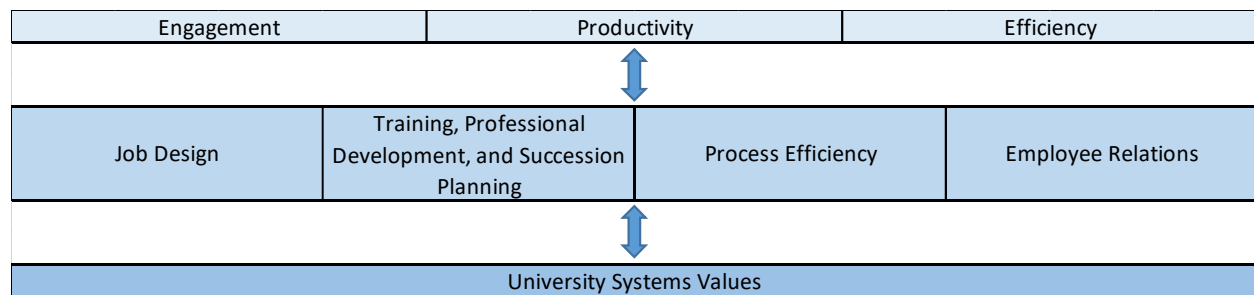 Engagement
Productivity
Efficiency
Job Design
Training, Professional
Development, and Succession
Planning
Process Efficiency
Employee Relations
University Systems Values